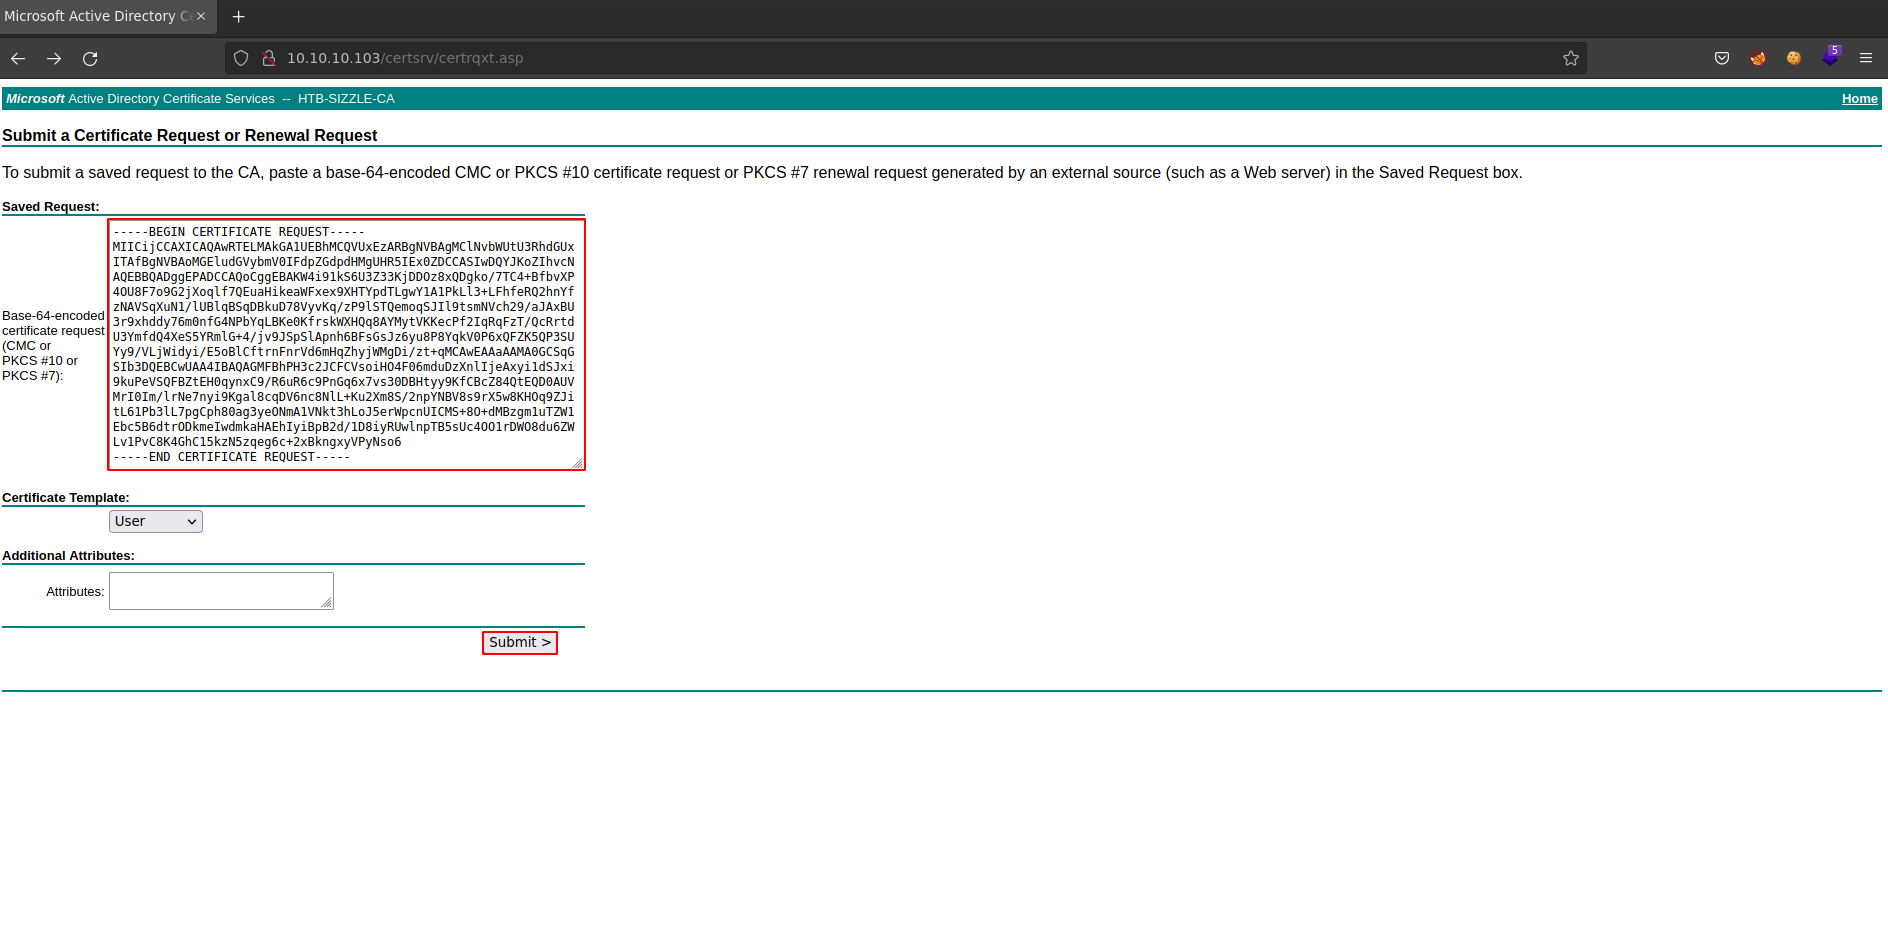 Microsoft Active Directory Ce
10.10.10.103/certsrv/certrqxt.asp
5
Microsoft Active Directory Certificate Services -- HTB-SIZZLE-CA
Home
Submit a Certificate Request or Renewal Request
To submit a saved request to the CA, paste a base-64-encoded CMC or PKCS #10 certificate request or PKCS #7 renewal request generated by an external source (such as a Web server) in the Saved Request box.
Saved Request:
Base-64-encoded
certificate request
(CMC or
PKCS #10 or
PKCS #7):
-----BEGIN CERTIFICATE REQUEST-----
MIICijCCAXICAQAwRTELMAkGA1UEBhMCQVUxEzARBgNVBAgMClNvbWUtU3RhdGUx
ITAfBgNVBAoMGEludGVybmV0IFdpZGdpdHMgUHR5IEx0ZDCCASIwDQYJKoZIhvcN
AQEBBQADggEPADCCAQoCggEBAKW4i91kS6U3Z33KjDDOz8xQDgko/7TC4+BfbvXP
4OU8F7o9G2jXoqlf7QEuaHikeaWFxex9XHTYpdTLgwY1A1PkLl3+LFhfeRQ2hnYf
zNAVSqXuN1/lUBlqBSqDBkuD78VyvKq/zP9lSTQemoqSJIl9tsmNVch29/aJAxBU
3r9xhddy76m0nfG4NPbYqLBKe0KfrskWXHQq8AYMytVKKecPf2IqRqFzT/QcRrtd
U3YmfdQ4XeS5YRmlG+4/jv9JSpSlApnh6BFsGsJz6yu8P8YqkV0P6xQFZK5QP3SU
Yy9/VLjWidyi/E5oBlCftrnFnrVd6mHqZhyjWMgDi/zt+qMCAwEAAaAAMA0GCSqG
SIb3DQEBCwUAA4IBAQAGMFBhPH3c2JCFCVsoiHO4F06mduDzXnlIjeAxyi1dSJxi
9kuPeVSQFBZtEH0qynxC9/R6uR6c9PnGq6x7vs30DBHtyy9KfCBcZ84QtEQD0AUV
MrI0Im/lrNe7nyi9Kgal8cqDV6nc8NlL+Ku2Xm8S/2npYNBV8s9rX5w8KHOq9ZJi
tL61Pb3lL7pgCph80ag3yeONmA1VNkt3hLoJ5erWpcnUICMS+8O+dMBzgm1uTZW1
Ebc5B6dtrODkmeIwdmkaHAEhIyiBpB2d/1D8iyRUwlnpTB5sUc4OO1rDWO8du6ZW
Lv1PvC8K4GhC15kzN5zqeg6c+2xBkngxyVPyNso6
-----END CERTIFICATE REQUEST-----
Certificate Template:
User
Additional Attributes:
Attributes:
Submit >